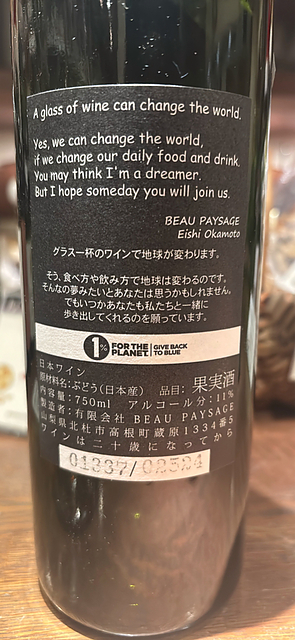 A glass of wine can change the world.
Yes, we can change the world,
if we change our daily food and drink.
You may think I'm a dreamer.
But I hope someday you will join us.
BEAU PAYSAGE
Eishi Okamoto
グラス一杯のワインで地球が変わります。
そう、食べ方や飲み方で地球は変わるのです。
そんなの夢みたいとあなたは思うかもしれません。
でもいつかあなたも私たちと一緒に
歩き出してくれるのを願っています。
1% FOR THE PLANET GIVE BACK TO BLUE
日本ワイン
原材料名:ぶどう(日本産) 品目:果実酒
内容量:750ml アルコール分:11%
製造者:有限会社 BEAU PAYSAGE
山梨県北杜市高根町蔵原1334番5
ワインは二十歳になってから
01337/02524